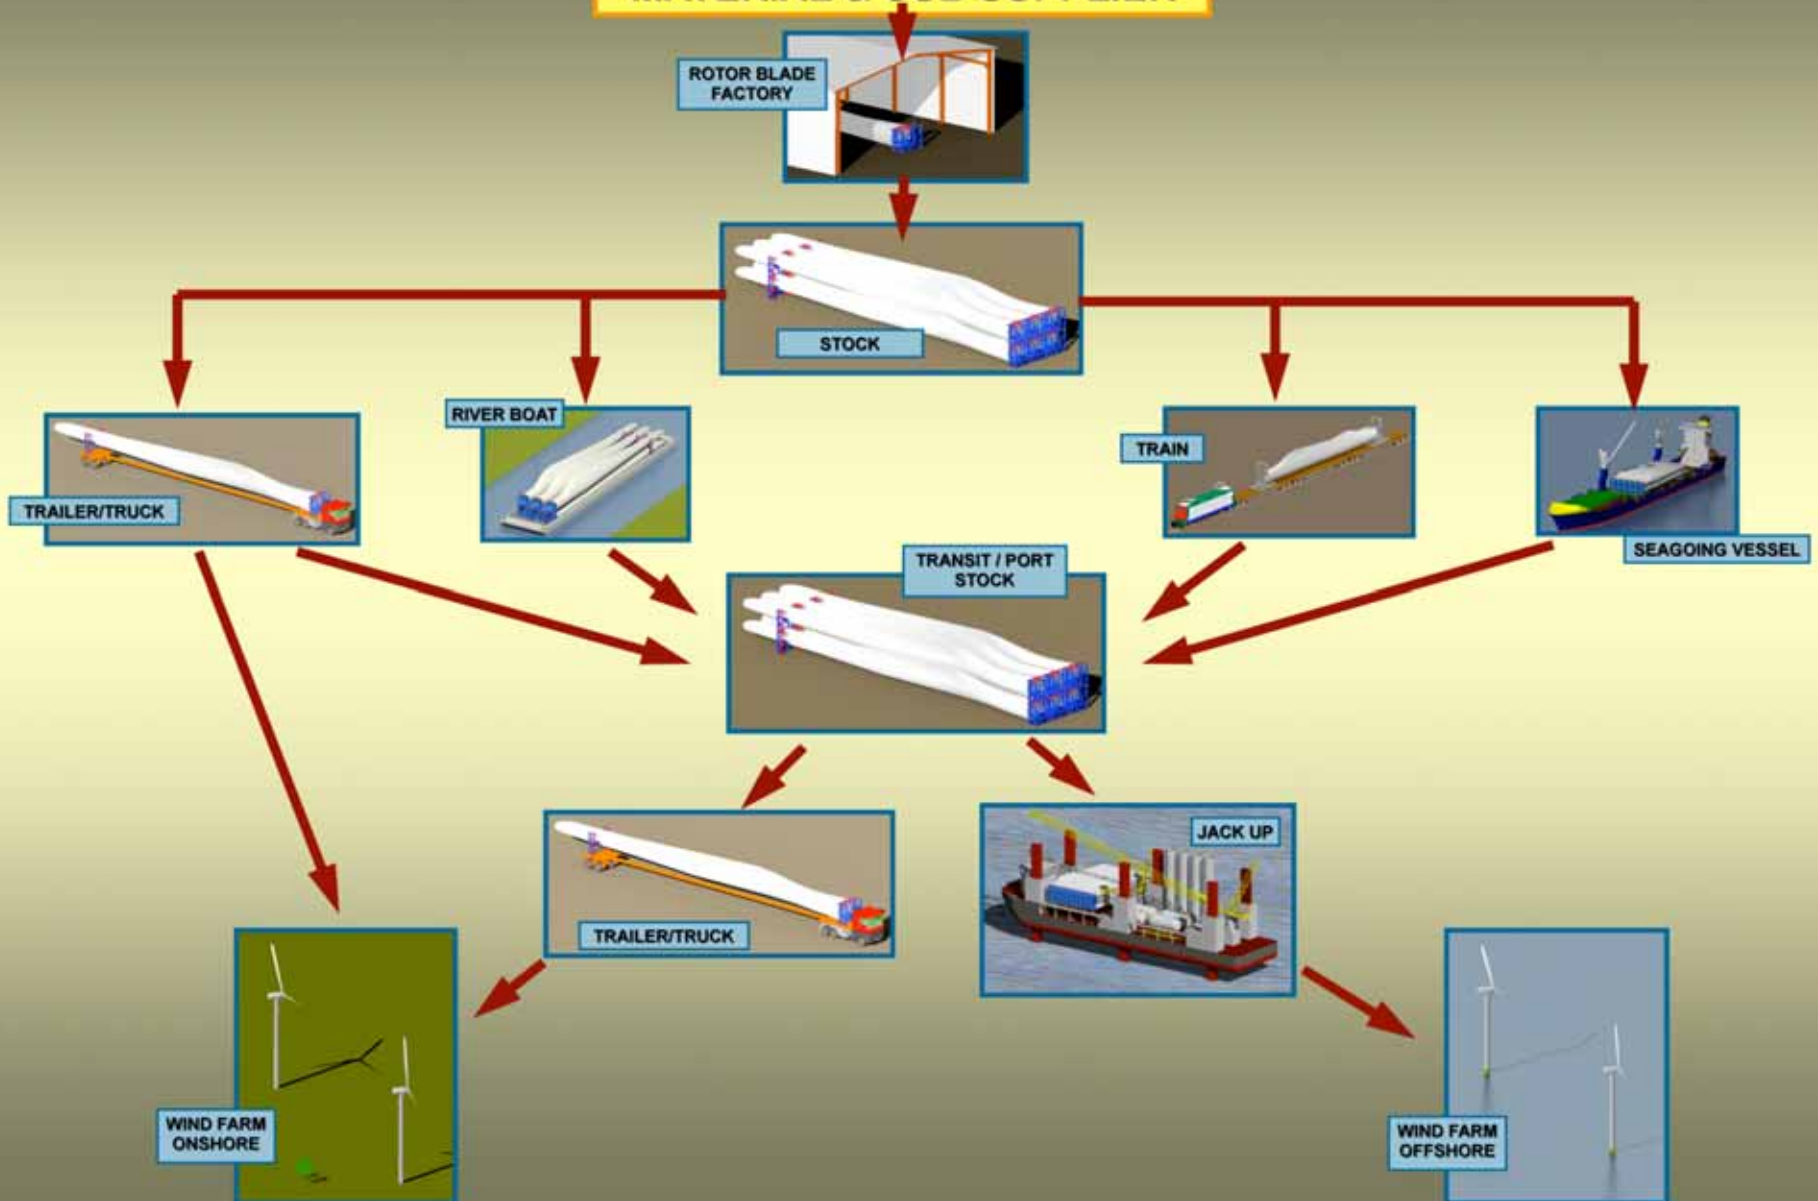 ROTOR BLADE
FACTORY
STOCK
RIVER BOAT
TRAIN
TRAILER/TRUCK
SEAGOING VESSEL
TRANSIT / PORT
STOCK
JACK UP
TRAILER/TRUCK
WIND FARM
ONSHORE
WIND FARM
OFFSHORE